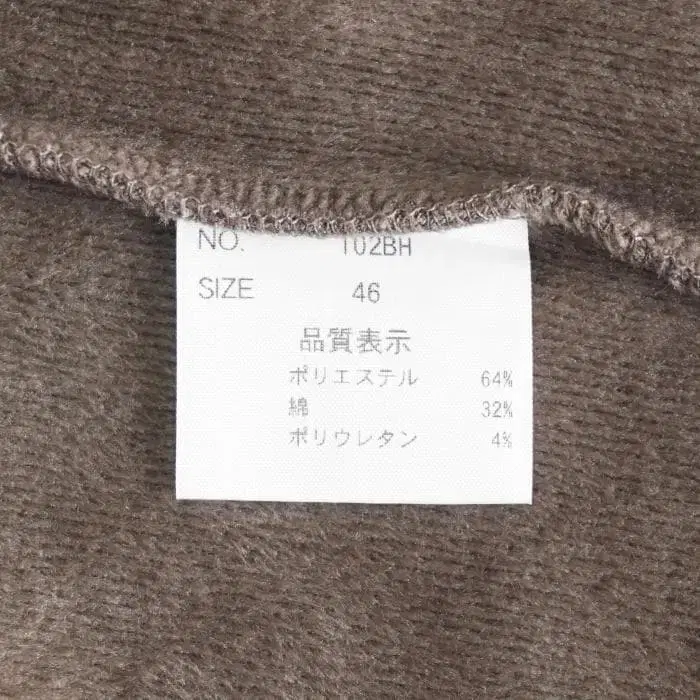 NO. 102BH
SIZE 46
品質表示
ポリエステル 64%
綿 32%
ポリウレタン 4%